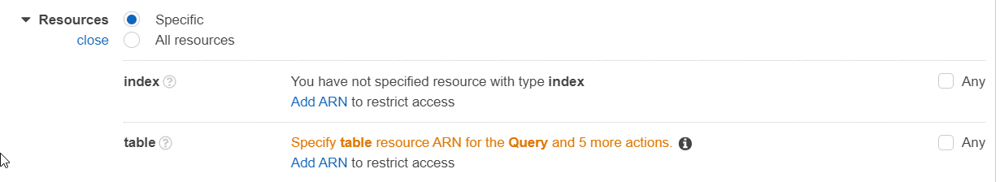 Resources Specific
close All resources
index ? You have not specified resource with type index Any
Add ARN to restrict access
table ? Specify table resource ARN for the Query and 5 more actions. i Any
Add ARN to restrict access